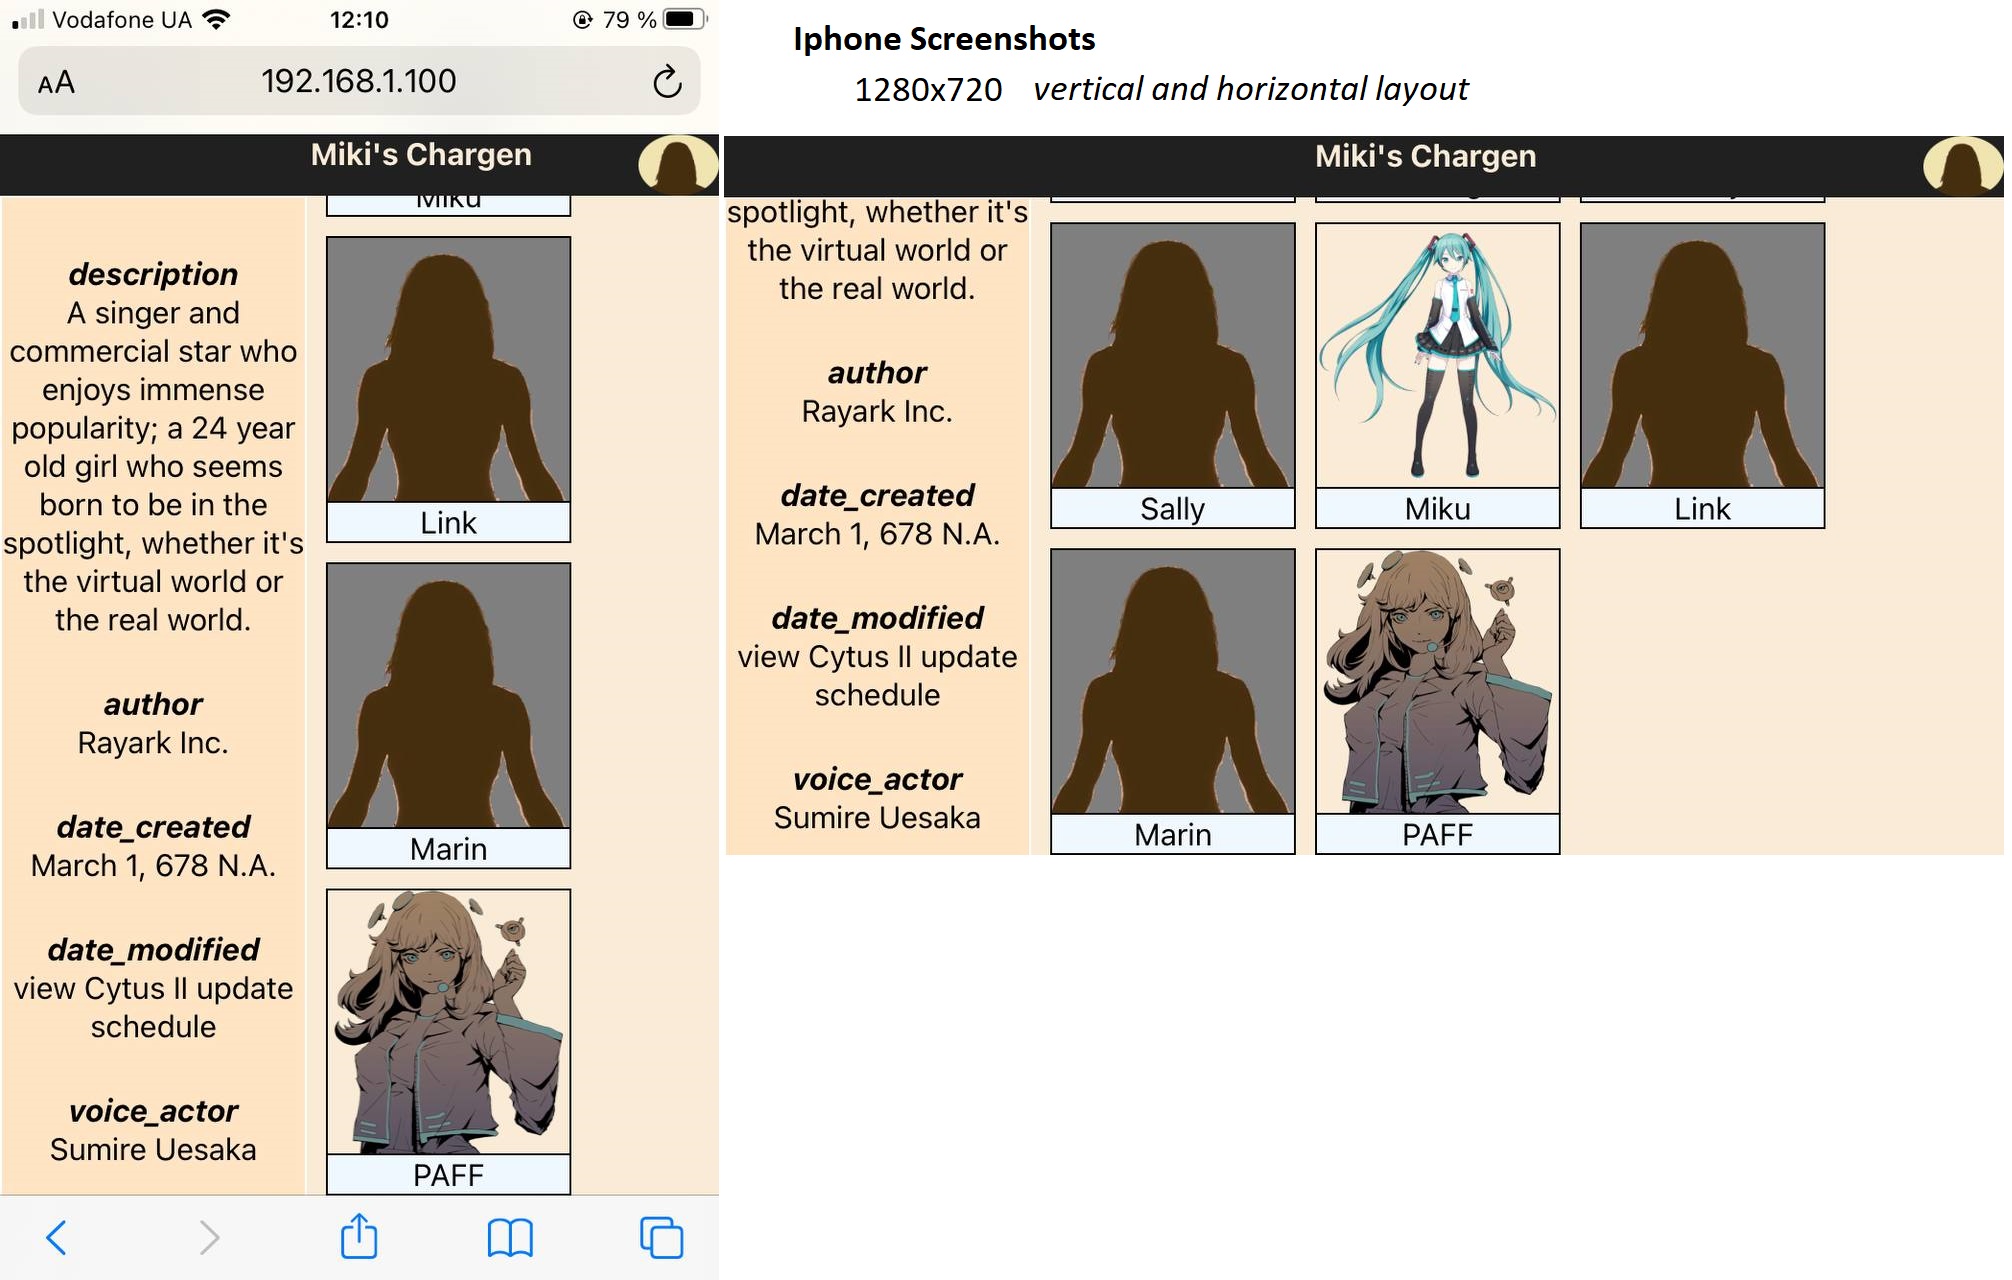 Vodafone UA
12:10
79 %
AA
192.168.1.100
Miki's Chargen
Miku
description
A singer and
commercial star who
enjoys immense
popularity; a 24 year
old girl who seems
born to be in the
spotlight, whether it's
the virtual world or
the real world.
author
Rayark Inc.
date_created
March 1, 678 N.A.
date_modified
view Cytus II update
schedule
voice_actor
Sumire Uesaka
Link
Marin
PAFF
Iphone Screenshots
1280x720 vertical and horizontal layout
Miki's Chargen
spotlight, whether it's
the virtual world or
the real world.
author
Rayark Inc.
date_created
March 1, 678 N.A.
date_modified
view Cytus II update
schedule
voice_actor
Sumire Uesaka
Sally
Miku
Link
Marin
PAFF